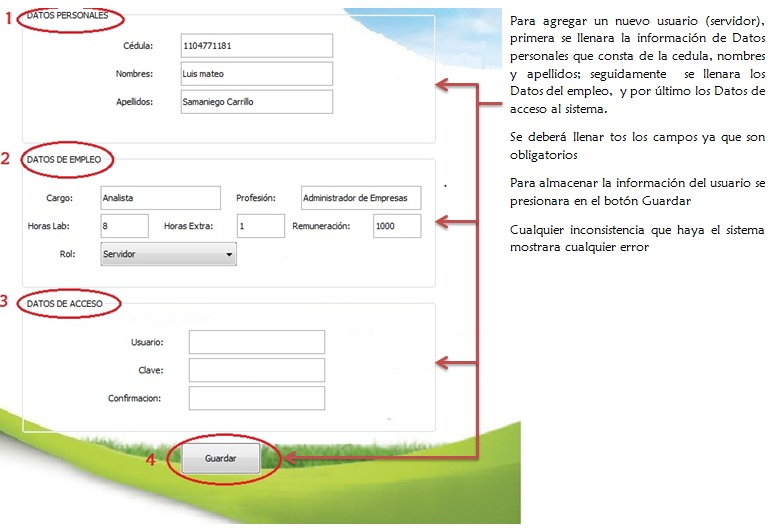 1 DATOS PERSONALES
Cédula: 1104771181
Nombres: Luis mateo
Apellidos: Samaniego Carrillo
2 DATOS DE EMPLEO
Cargo: Analista Profesión: Administrador de Empresas
Horas Lab: 8 Horas Extra: 1 Remuneración: 1000
Rol: Servidor
3 DATOS DE ACCESO
Usuario:
Clave:
Confirmacion:
4 Guardar
Para agregar un nuevo usuario (servidor),
primera se llenara la información de Datos
personales que consta de la cedula, nombres
y apellidos; seguidamente se llenara los
Datos del empleo, y por último los Datos de
acceso al sistema.
Se deberá llenar tos los campos ya que son
obligatorios
Para almacenar la información del usuario se
presionara en el botón Guardar
Cualquier inconsistencia que haya el sistema
mostrara cualquier error